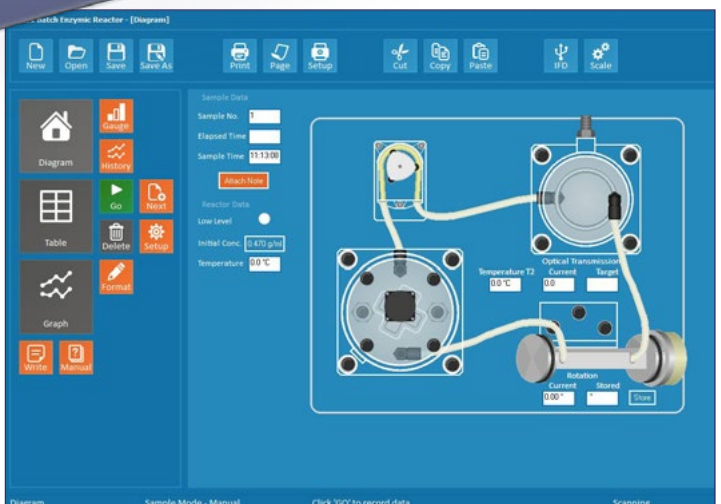 Batch Enzymic Reactor - [Diagram]
New Open Save Save As Print Page Setup Cut Copy Paste IFD Scale
Diagram
Gauge
History
Table
Go
Next
Delete
Setup
Graph
Format
Write
Manual
Sample Data
Sample No. 1
Elapsed Time
Sample Time 11:13:08
Attach Note
Reactor Data
Low Level
Initial Conc. 0.470 g/ml
Temperature 0.0 °C
Optical Transmission
Temperature T2 Current Target
0.0 °C 0.0
Rotation
Current Stored
0.00 ° ° Store
Diagram Sample Mode - Manual Click 'GO' to record data Scanning